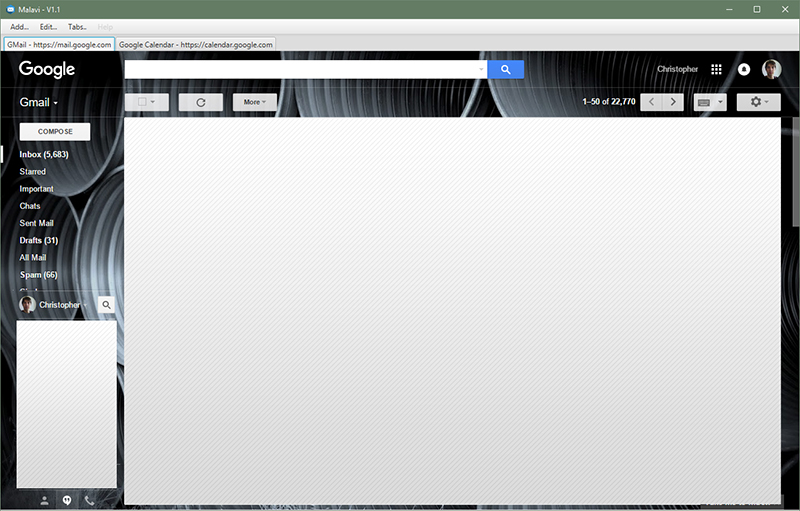 Malavi - V1.1
Add... Edit... Tabs.. Help
GMail - https://mail.google.com Google Calendar - https://calendar.google.com
Google Christopher
Gmail More 1–50 of 22,770
COMPOSE
Inbox (5,683)
Starred
Important
Chats
Sent Mail
Drafts (31)
All Mail
Spam (66)
Christopher